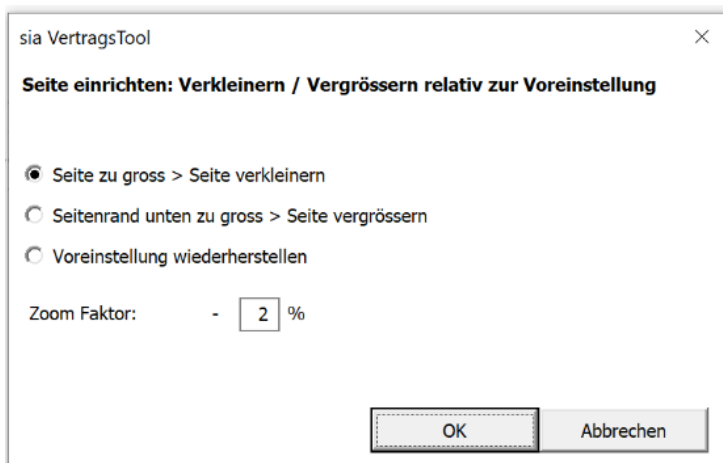 sia VertragsTool
Seite einrichten: Verkleinern / Vergrössern relativ zur Voreinstellung
Seite zu gross > Seite verkleinern
Seitenrand unten zu gross > Seite vergrössern
Voreinstellung wiederherstellen
Zoom Faktor: - 2 %
OK Abbrechen